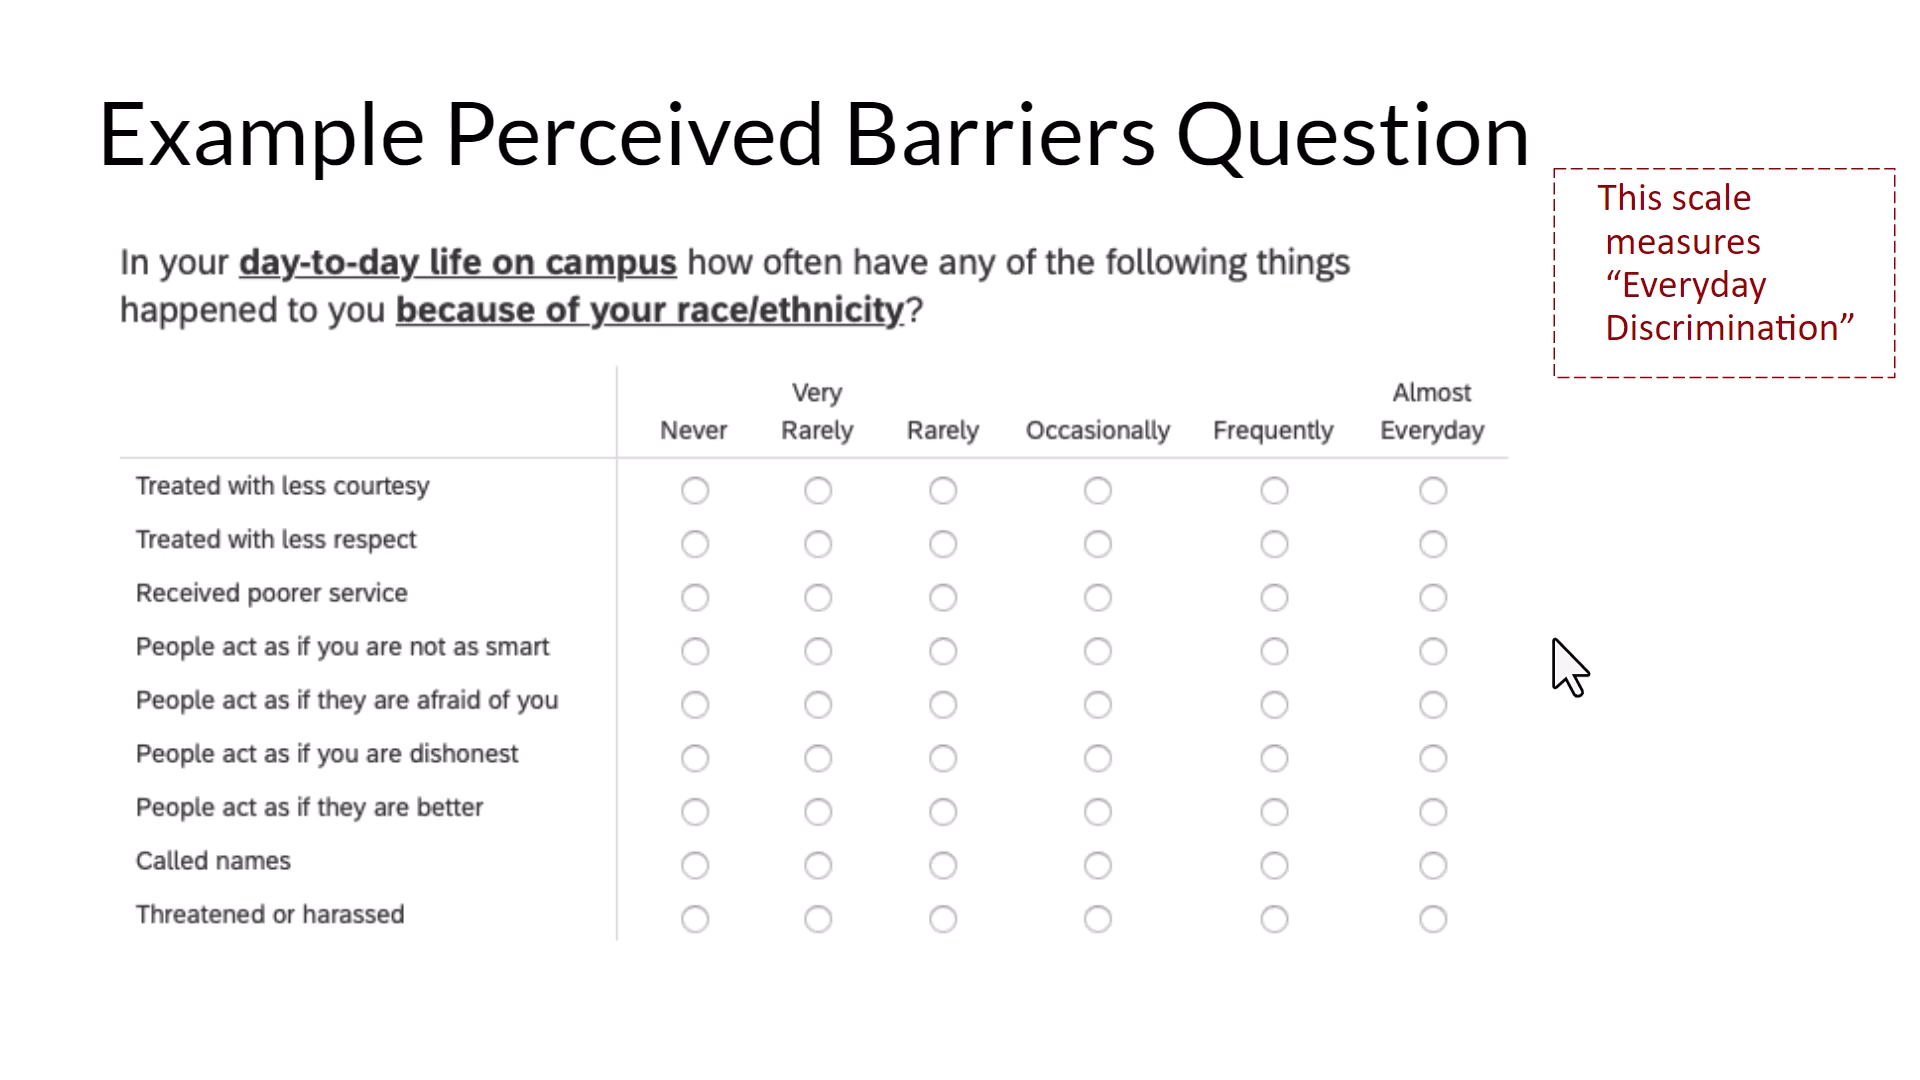 Example Perceived Barriers Question
This scale
measures
“Everyday
Discrimination”
In your day-to-day life on campus how often have any of the following things
happened to you because of your race/ethnicity?
Never Very Rarely Rarely Occasionally Frequently Almost Everyday
Treated with less courtesy
Treated with less respect
Received poorer service
People act as if you are not as smart
People act as if they are afraid of you
People act as if you are dishonest
People act as if they are better
Called names
Threatened or harassed